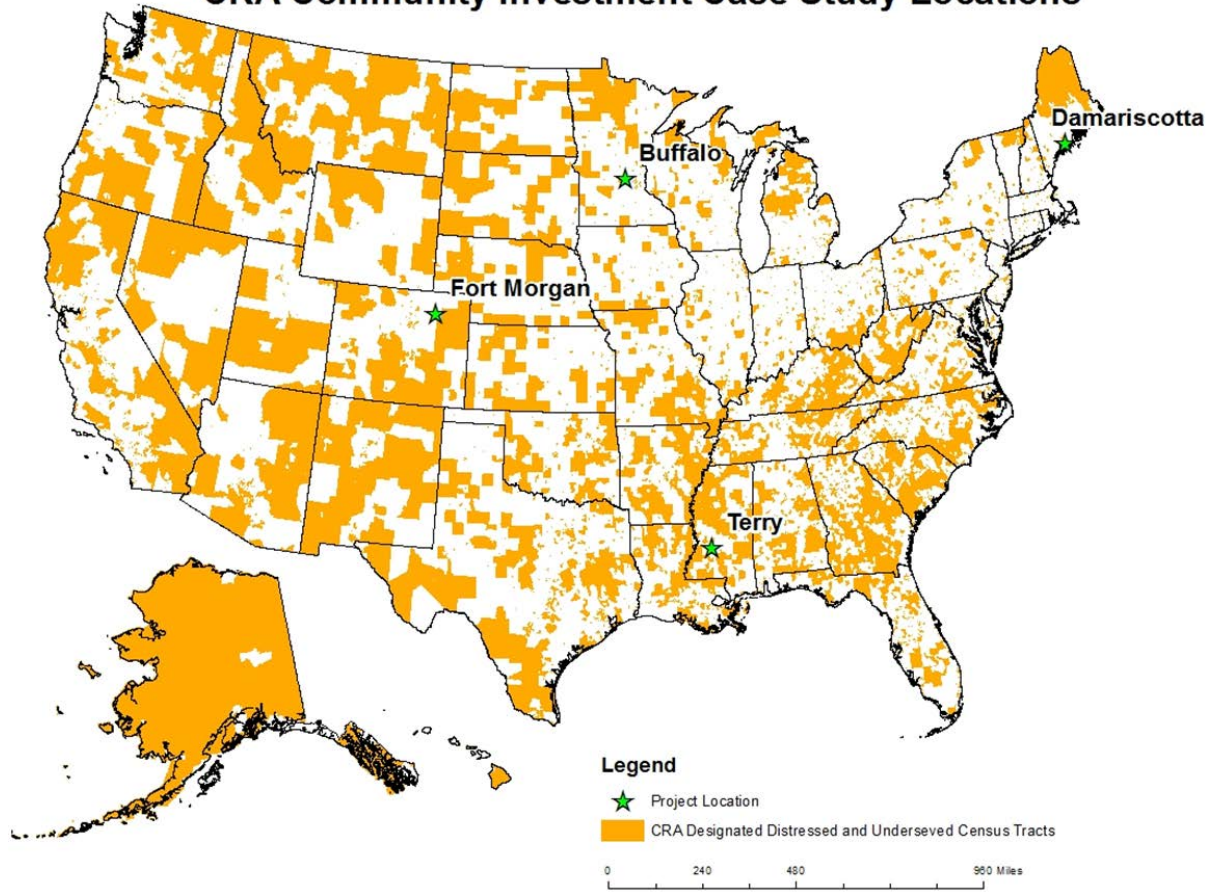 CRA Community Investment Case Study Locations
Damariscotta
Buffalo
Fort Morgan
Terry
Legend
Project Location
CRA Designated Distressed and Underseved Census Tracts
0 240 480 960 Miles